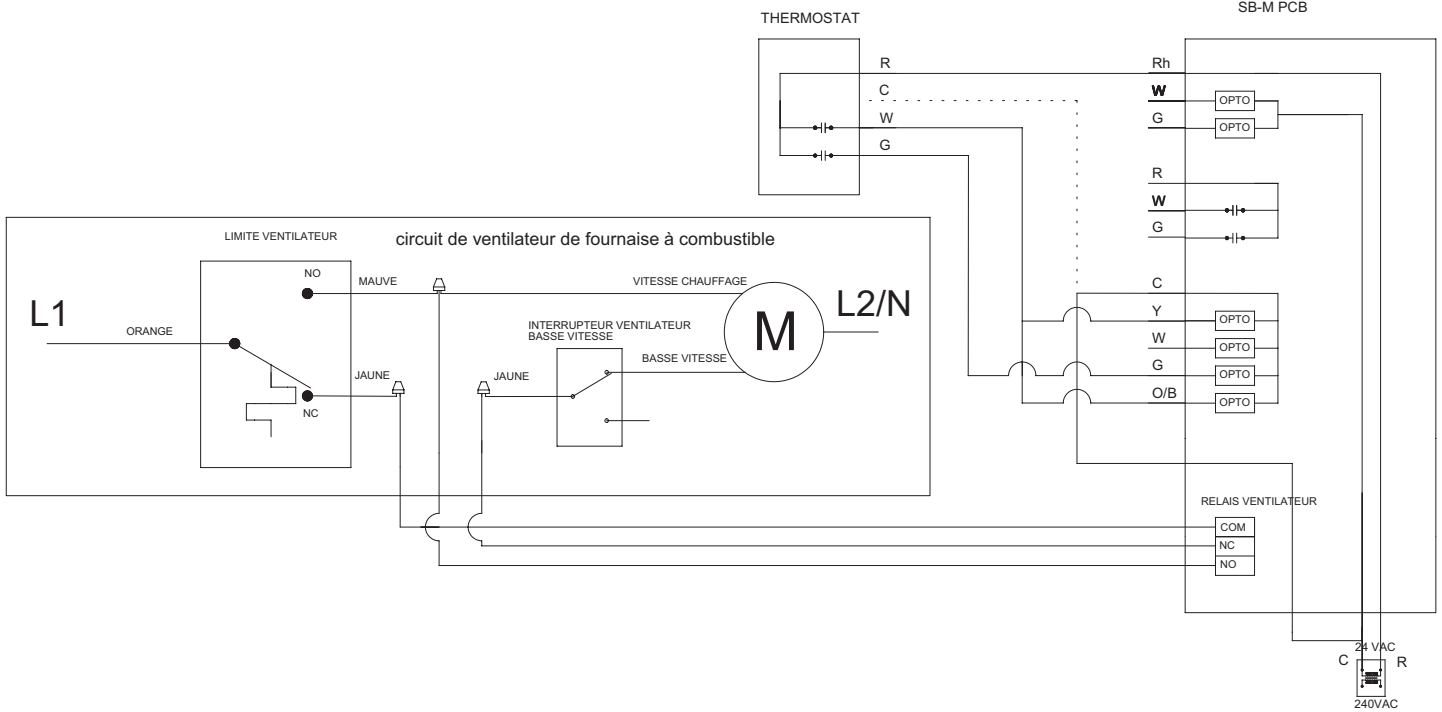 SB-M PCB
THERMOSTAT
R
C
W
G
Rh
W
OPTO
G
OPTO
R
W
G
C
Y
OPTO
W
OPTO
G
OPTO
O/B
OPTO
circuit de ventilateur de fournaise à combustible
LIMITE VENTILATEUR
NO
MAUVE
VITESSE CHAUFFAGE
L1
ORANGE
L2/N
M
INTERRUPTEUR VENTILATEUR
BASSE VITESSE
BASSE VITESSE
JAUNE
JAUNE
NC
RELAIS VENTILATEUR
COM
NC
NO
24 VAC
C
R
240VAC